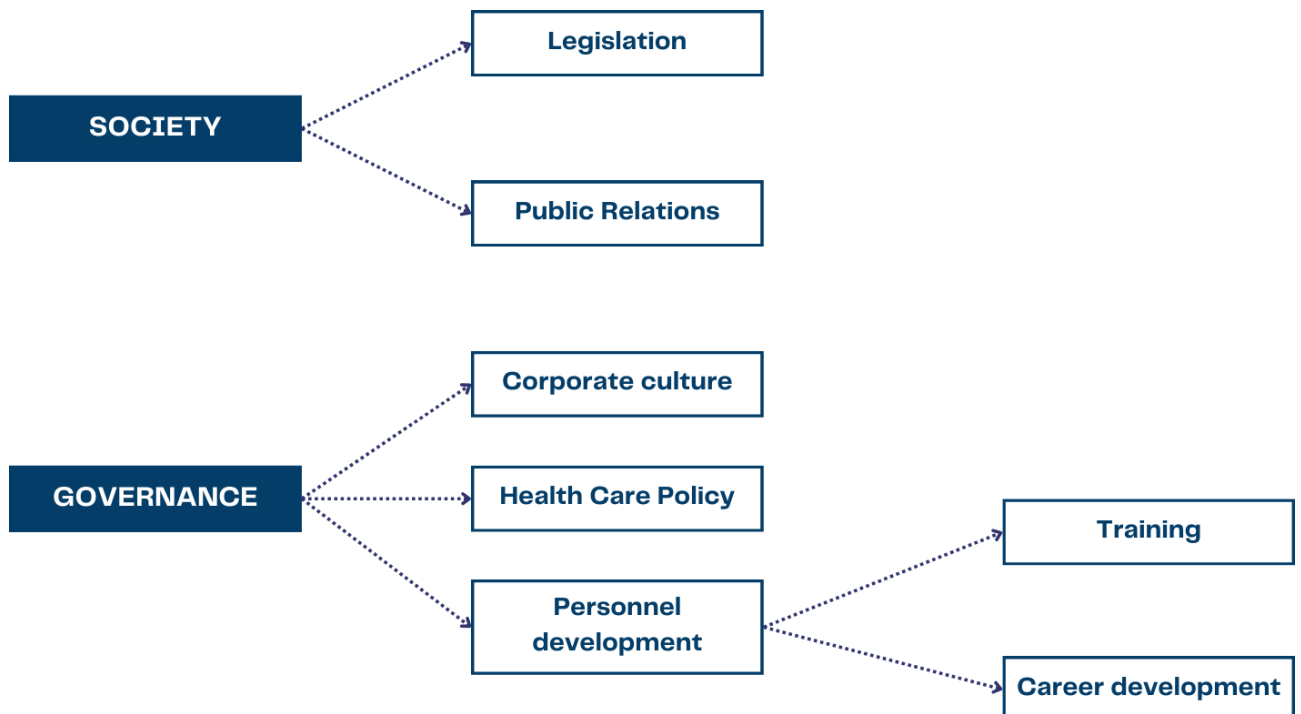 SOCIETY
Legislation
Public Relations
GOVERNANCE
Corporate culture
Health Care Policy
Personnel
development
Training
Career development